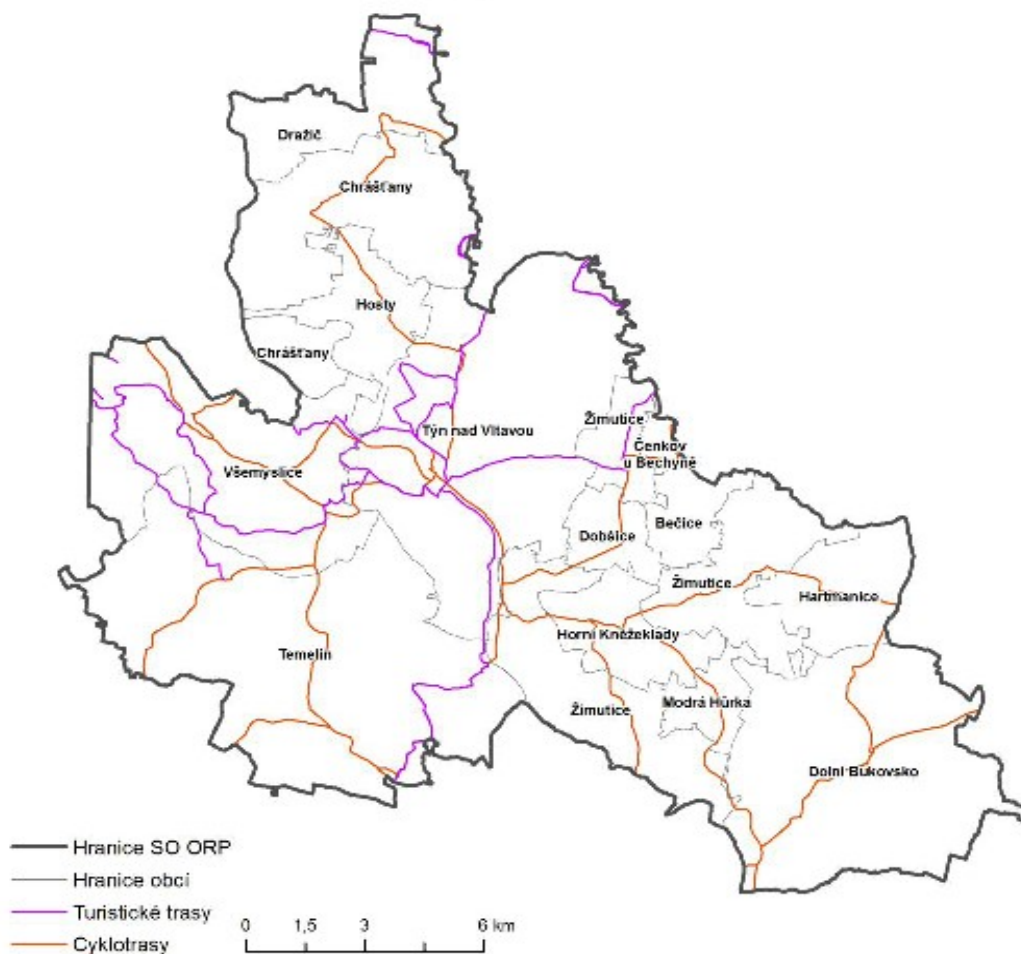 Dražič
Chrášťany
Hosty
Chrášťany
Týn nad Vltavou
Žimutice
Čenkov
u Bechyně
Všemyslice
Bečice
Dobšice
Žimutice
Hartmanice
Horní Kněžeklady
Temelín
Žimutice
Modrá Hůrka
Dolní Bukovsko
Hranice SO ORP
Hranice obcí
Turistické trasy
Cyklotrasy
0 1,5 3 6 km